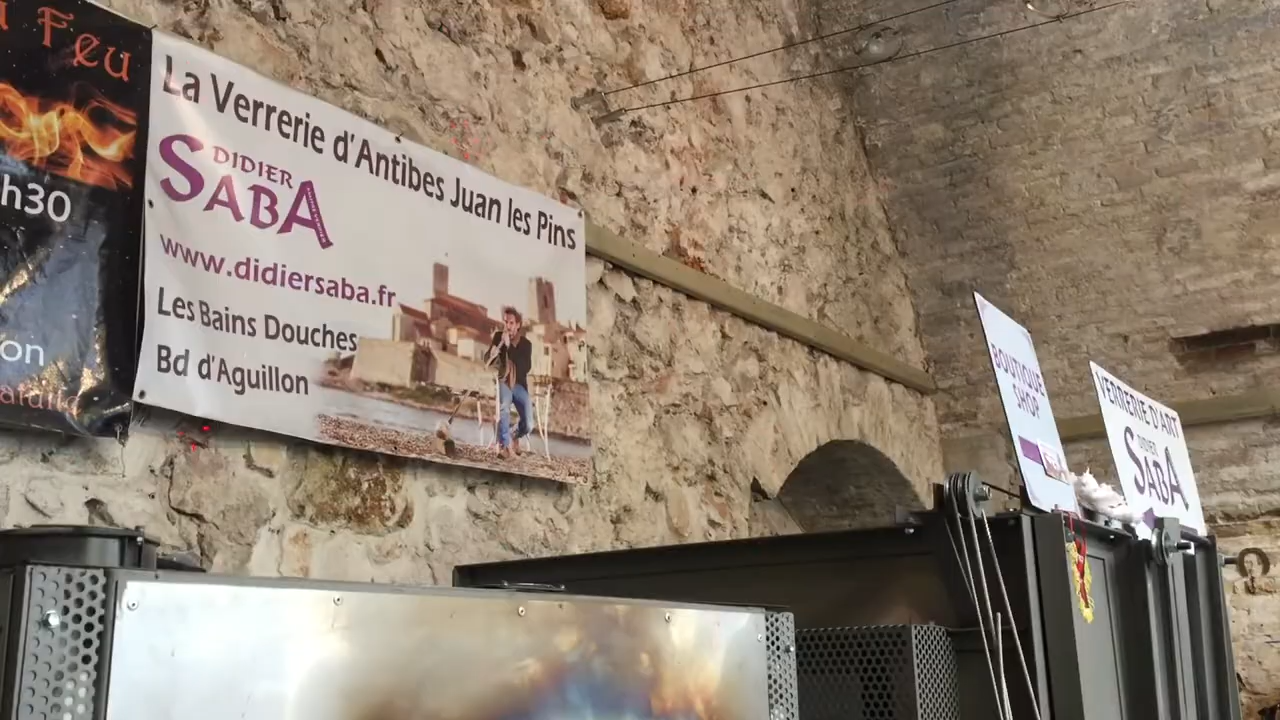 Feu
h30
on
La Verrerie d'Antibes Juan les Pins
DIDIER
SABA
www.didiersaba.fr
Les Bains Douches
Bd d'Aguillon
BOUTIQUE
SHOP
VERRERIE D'ART
DIDIER
SABA